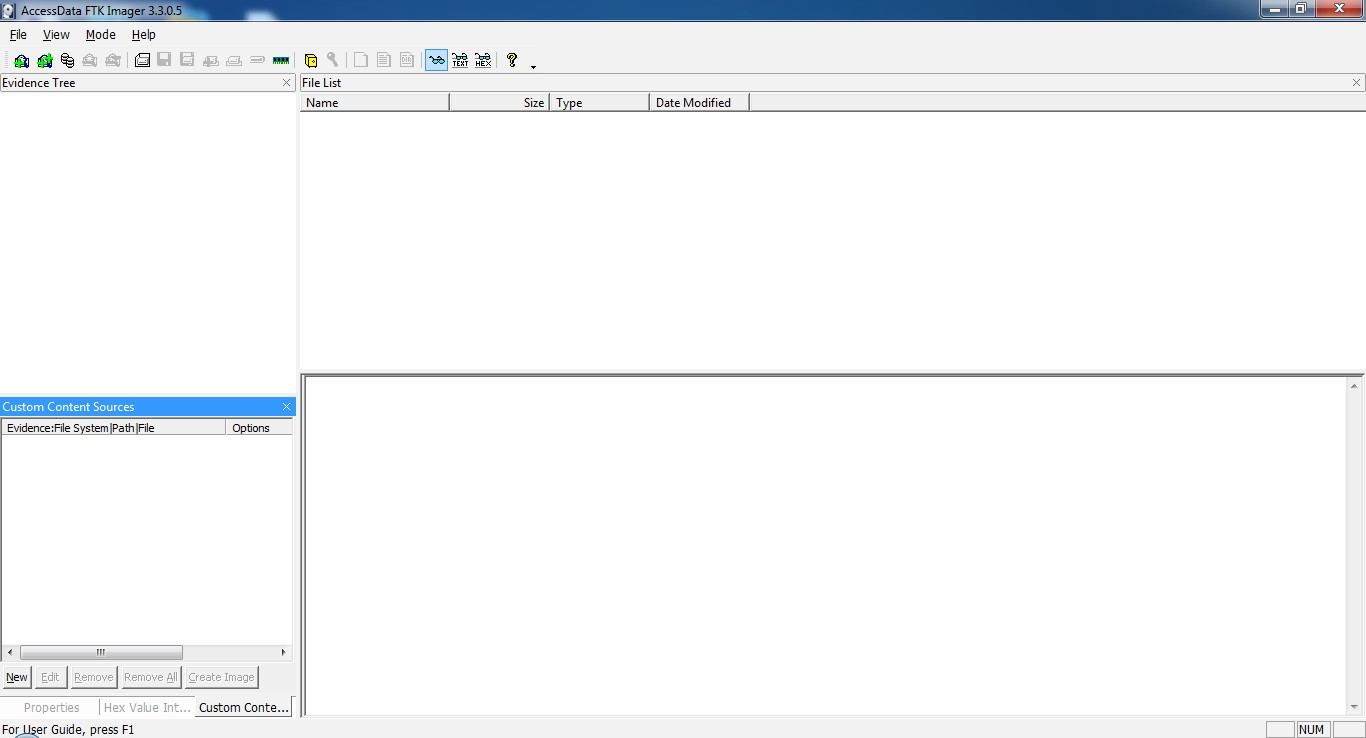 AccessData FTK Imager 3.3.0.5
File View Mode Help
TEXT HEX
Evidence Tree
File List
Name Size Type Date Modified
Custom Content Sources
Evidence:File System|Path|File Options
New Edit Remove Remove All Create Image
Properties Hex Value Int... Custom Conte...
For User Guide, press F1
NUM